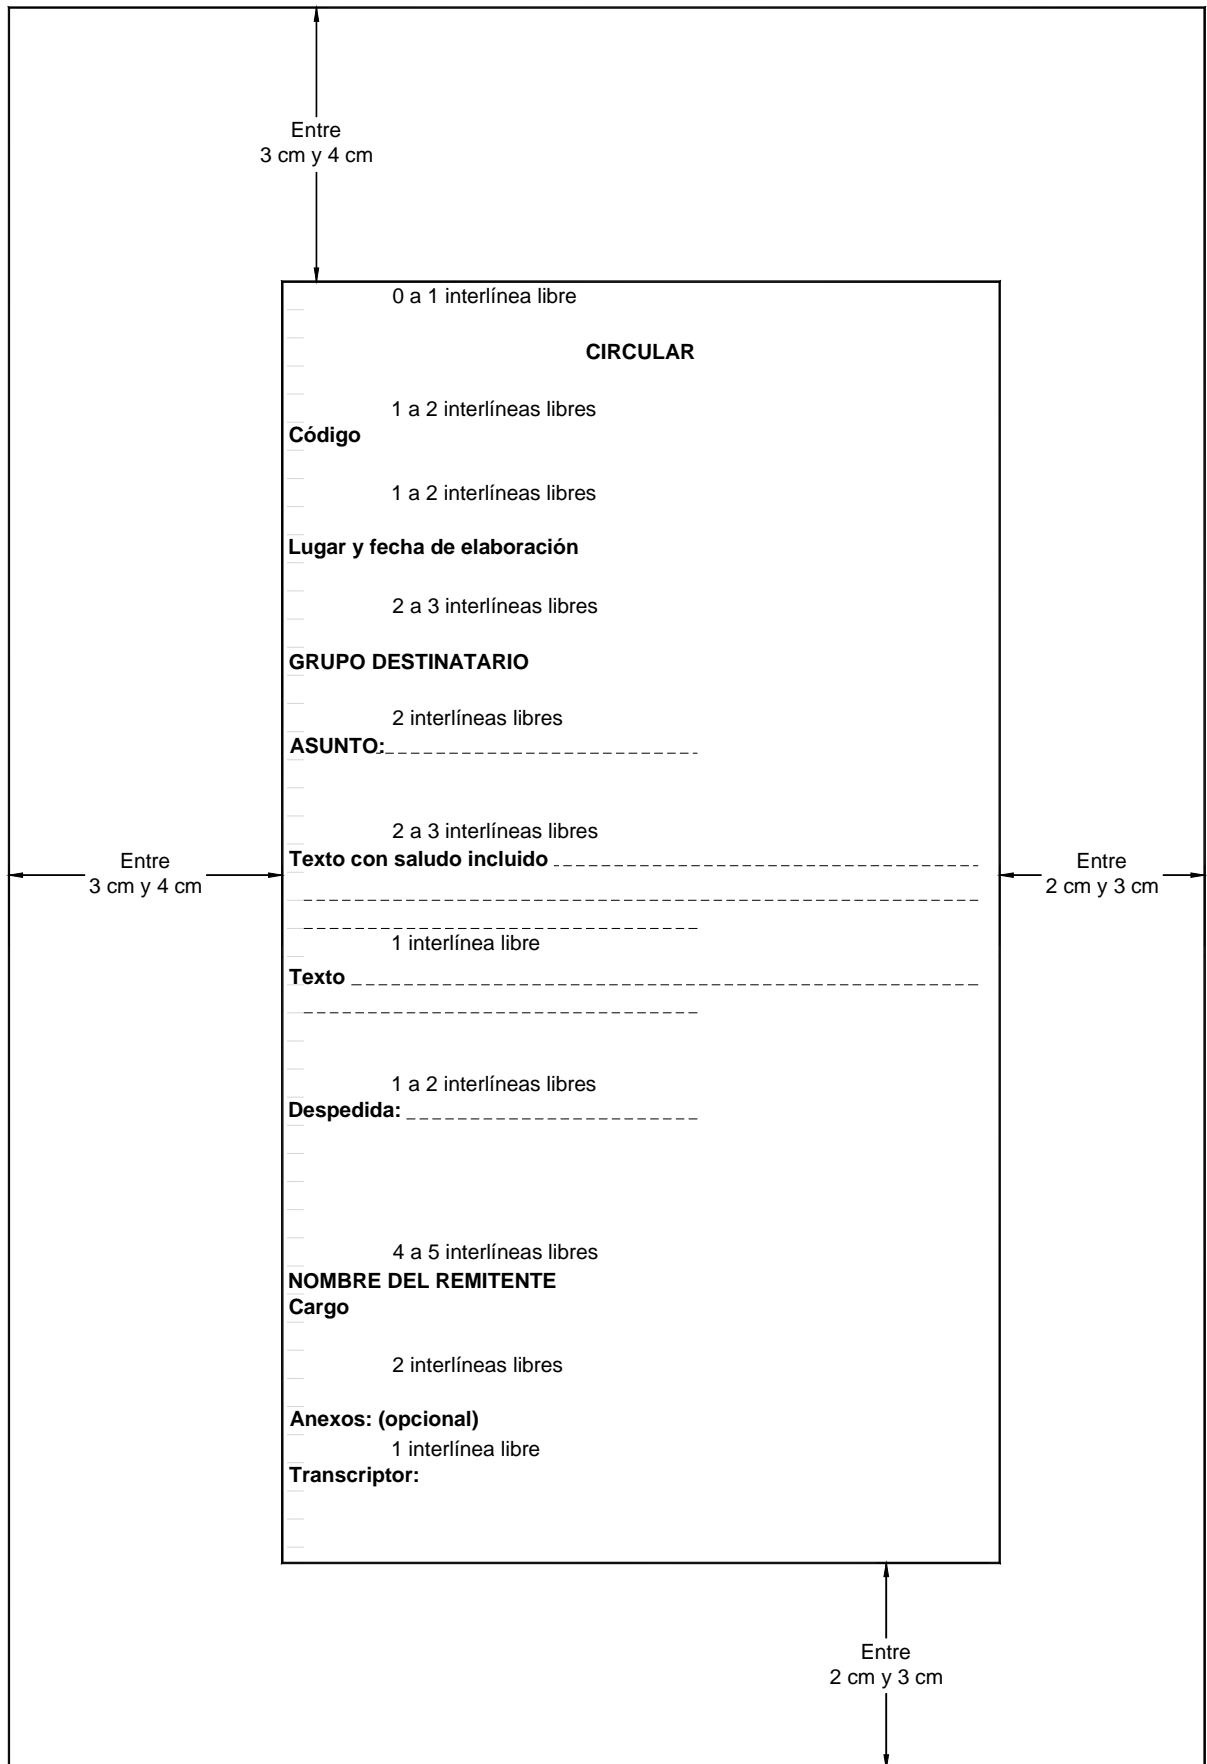 Entre
3 cm y 4 cm
0 a 1 interlínea libre
CIRCULAR
1 a 2 interlíneas libres
Código
1 a 2 interlíneas libres
Lugar y fecha de elaboración
2 a 3 interlíneas libres
GRUPO DESTINATARIO
2 interlíneas libres
ASUNTO:
2 a 3 interlíneas libres
Texto con saludo incluido
Entre
3 cm y 4 cm
Entre
2 cm y 3 cm
1 interlínea libre
Texto
1 a 2 interlíneas libres
Despedida:
4 a 5 interlíneas libres
NOMBRE DEL REMITENTE
Cargo
2 interlíneas libres
Anexos: (opcional)
1 interlínea libre
Transcriptor:
Entre
2 cm y 3 cm